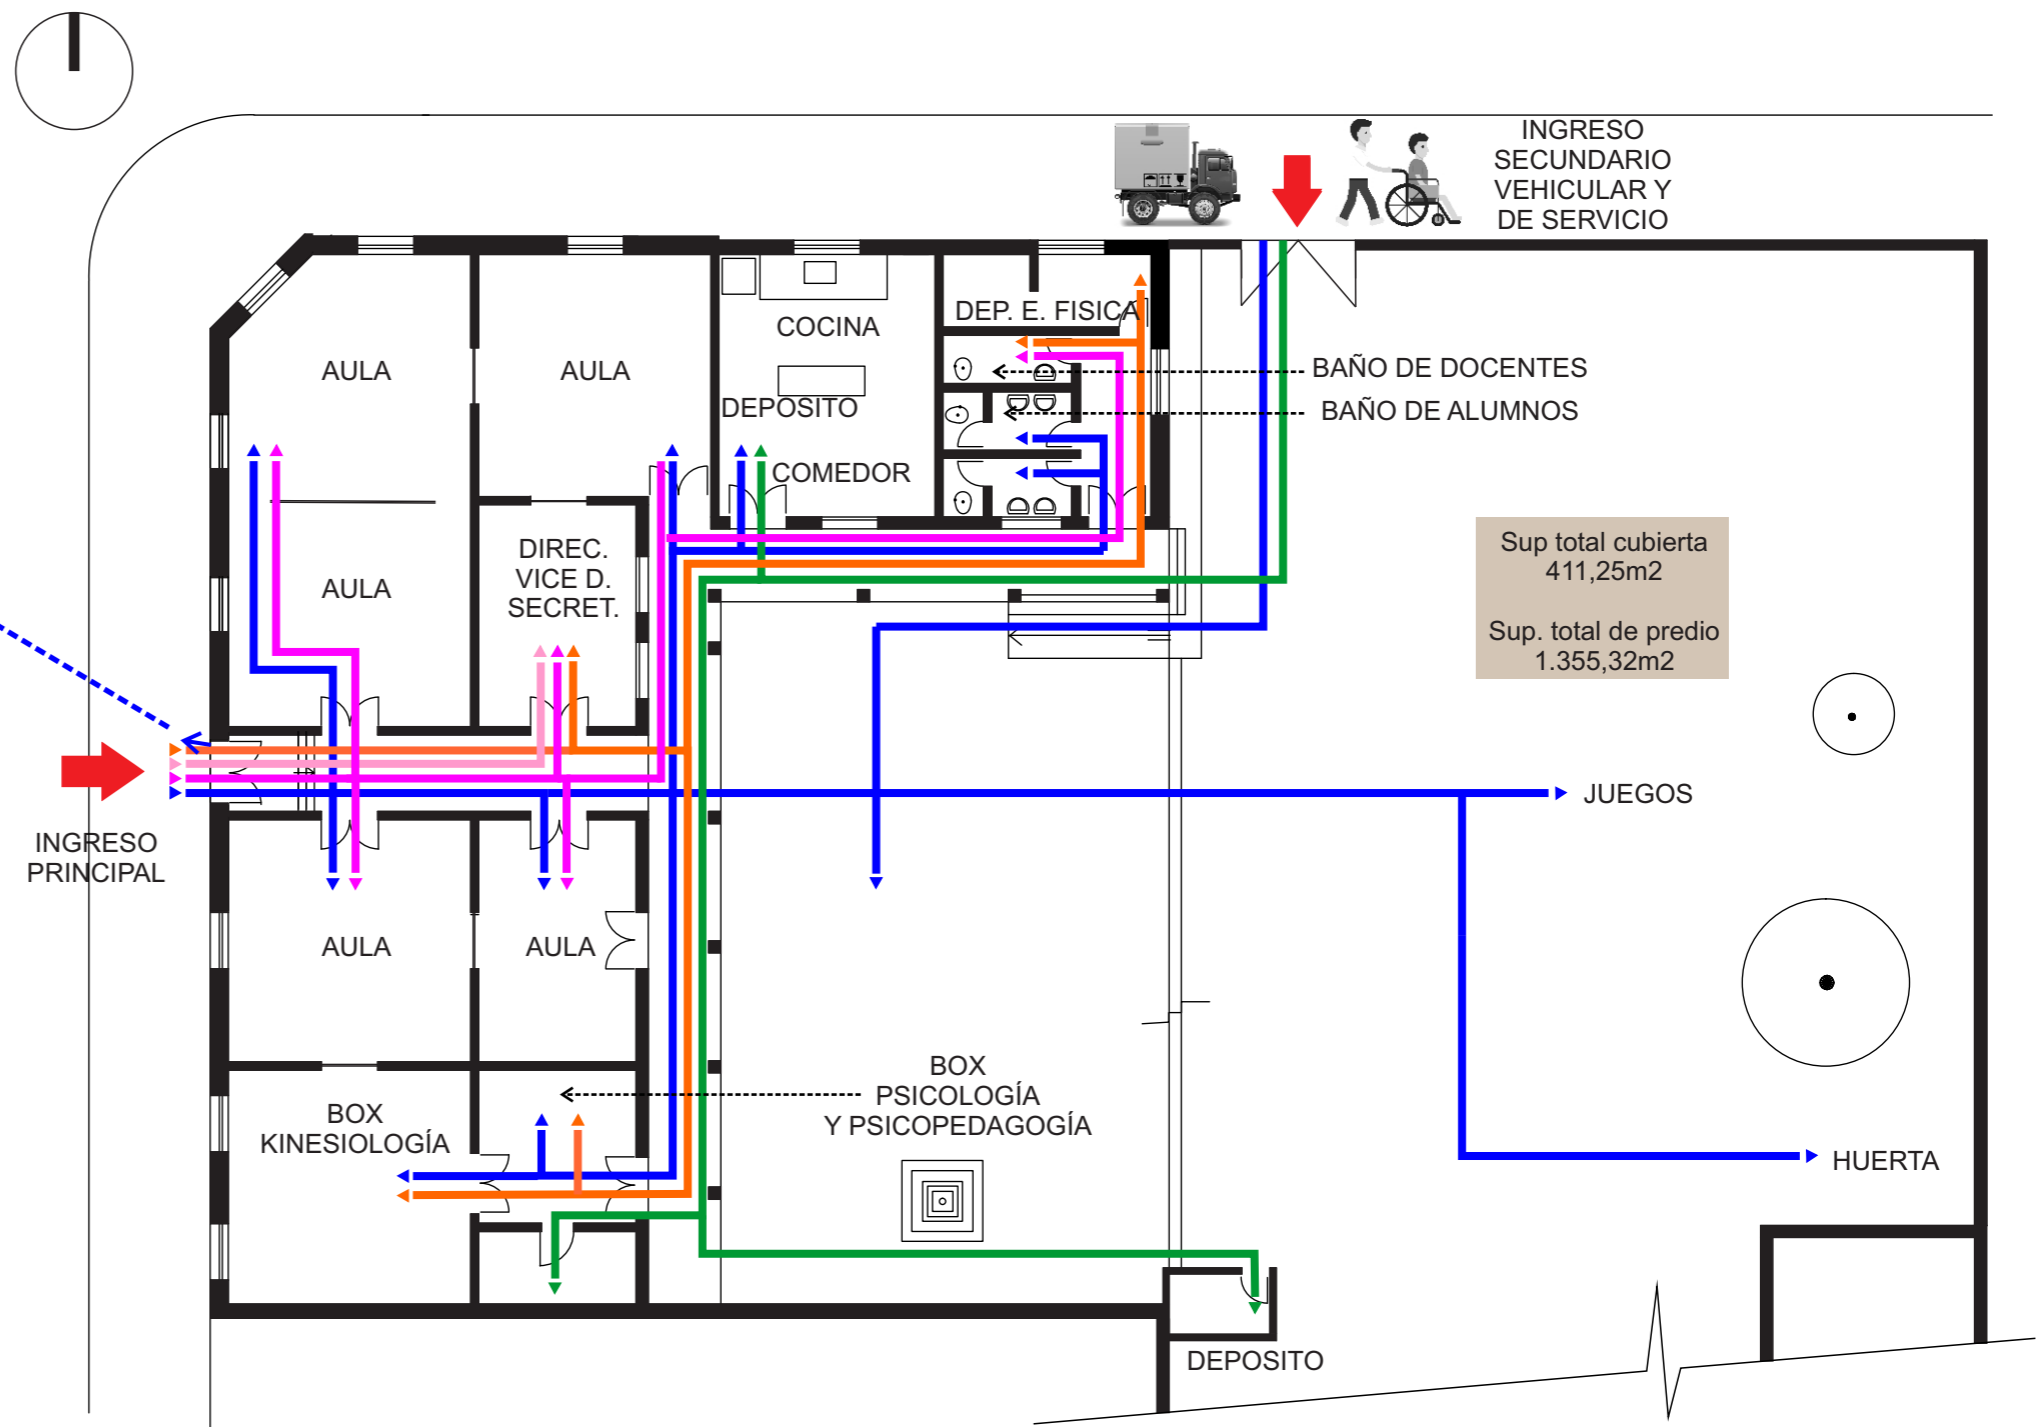 INGRESO
SECUNDARIO
VEHICULAR Y
DE SERVICIO
DEP. E. FISICA
COCINA
AULA
AULA
BAÑO DE DOCENTES
DEPOSITO
BAÑO DE ALUMNOS
COMEDOR
DIREC.
VICE D.
SECRET.
AULA
Sup total cubierta
411,25m2
Sup. total de predio
1.355,32m2
JUEGOS
INGRESO
PRINCIPAL
AULA
AULA
BOX
PSICOLOGÍA
Y PSICOPEDAGOGÍA
BOX
KINESIOLOGÍA
HUERTA
DEPOSITO